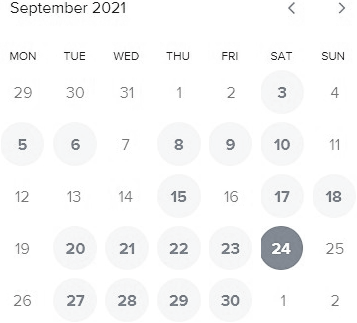 September 2021
MON TUE WED THU FRI SAT SUN
29 30 31 1 2 3 4
5 6 7 8 9 10 11
12 13 14 15 16 17 18
19 20 21 22 23 24 25
26 27 28 29 30 1 2